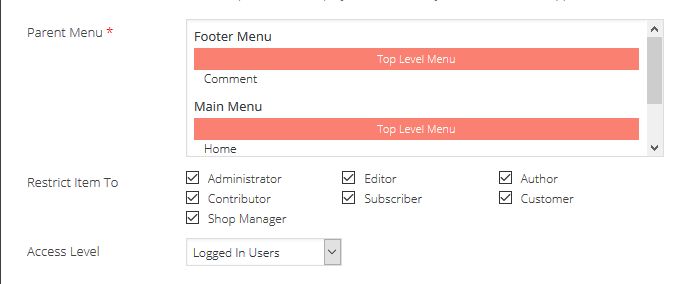 Parent Menu *
Footer Menu
Top Level Menu
Comment
Main Menu
Top Level Menu
Home
Restrict Item To
Administrator Editor Author
Contributor Subscriber Customer
Shop Manager
Access Level Logged In Users